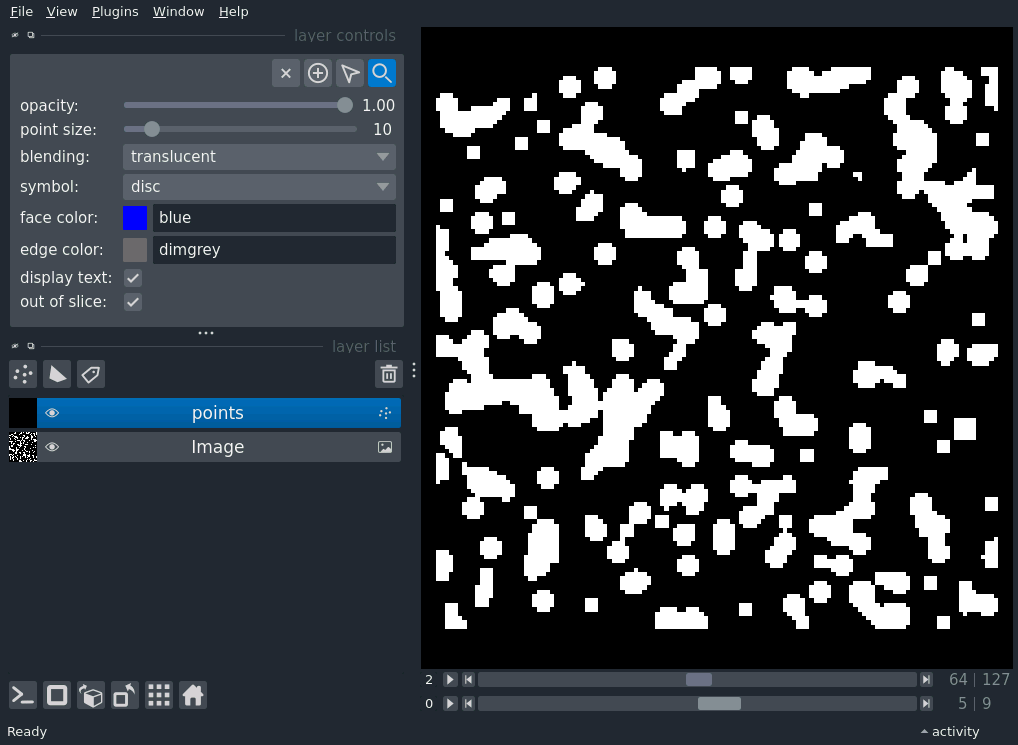 File View Plugins Window Help
layer controls
opacity: 1.00
point size: 10
blending: translucent
symbol: disc
face color: blue
edge color: dimgrey
display text:
out of slice:
layer list
points
Image
2 64 | 127
0 5 | 9
Ready activity